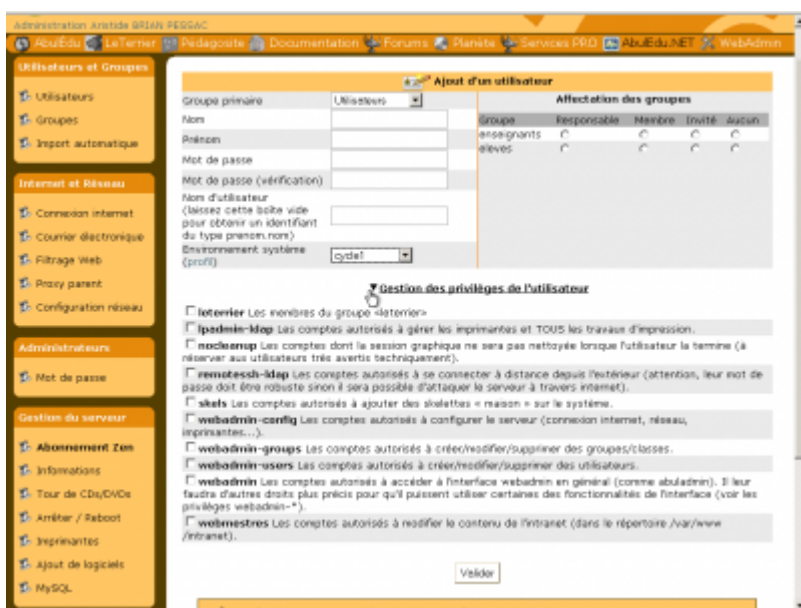 Administration Aristide BRIAN PESSAC
AbulÉdu LeTerrier Pédagosite Documentation Forums Planète Services PRO AbulEdu.NET WebAdmin
Utilisateurs et Groupes
Utilisateurs
Groupes
Import automatique
Internet et Réseau
Connexion internet
Courrier électronique
Filtrage Web
Proxy parent
Configuration réseau
Administrateurs
Mot de passe
Gestion du serveur
Abonnement Zen
Informations
Tour de CDs/DVDs
Arrêter / Reboot
Imprimantes
Ajout de logiciels
MySQL
Ajout d'un utilisateur
Groupe primaire Utilisateurs
Nom
Prénom
Mot de passe
Mot de passe (vérification)
Nom d'utilisateur
(laissez cette boîte vide
pour obtenir un identifiant
du type prenom.nom)
Environnement système
(profil) cycle1
Affectation des groupes
Groupe Responsable Membre Invité Aucun
enseignants
eleves
Gestion des privilèges de l'utilisateur
leterrier Les membres du groupe «leterrier»
lpadmin-ldap Les comptes autorisés à gérer les imprimantes et TOUS les travaux d'impression.
nocleanup Les comptes dont la session graphique ne sera pas nettoyée lorsque l'utilisateur la termine (à
réserver aux utilisateurs très avertis techniquement).
remotessh-ldap Les comptes autorisés à se connecter à distance depuis l'extérieur (attention, leur mot de
passe doit être robuste sinon il sera possible d'attaquer le serveur à travers internet).
skels Les comptes autorisés à ajouter des skelettes « maison » sur le système.
webadmin-config Les comptes autorisés à configurer le serveur (connexion internet, réseau,
imprimantes...).
webadmin-groups Les comptes autorisés à créer/modifier/supprimer des groupes/classes.
webadmin-users Les comptes autorisés à créer/modifier/supprimer des utilisateurs.
webadmin Les comptes autorisés à accéder à l'interface webadmin en général (comme abuladmin). Il leur
faudra d'autres droits plus précis pour qu'il puissent utiliser certaines des fonctionnalités de l'interface (voir les
privilèges webadmin-*).
webmestres Les comptes autorisés à modifier le contenu de l'intranet (dans le répertoire /var/www
/intranet).
Valider